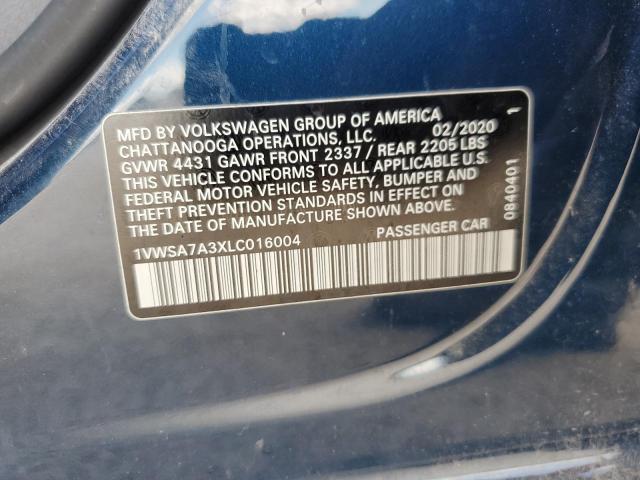 MFD BY VOLKSWAGEN GROUP OF AMERICA
CHATTANOOGA OPERATIONS, LLC. 02/2020 1
GVWR 4431 GAWR FRONT 2337 / REAR 2205 LBS
THIS VEHICLE CONFORMS TO ALL APPLICABLE U.S.
FEDERAL MOTOR VEHICLE SAFETY, BUMPER AND
THEFT PREVENTION STANDARDS IN EFFECT ON THE
DATE OF MANUFACTURE SHOWN ABOVE.
1VWSA7A3XLC016004 PASSENGER CAR
0840401